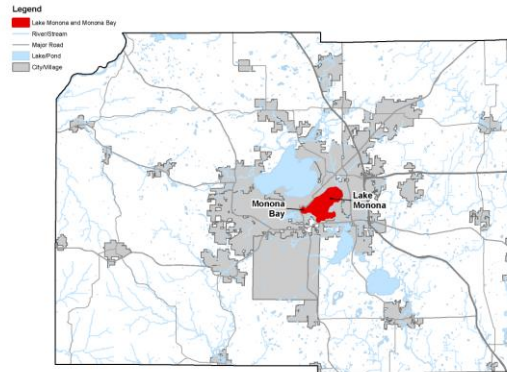 Legend
Lake Monona and Monona Bay
River/Stream
Major Road
Lake/Pond
City/Village
Monona
Bay
Lake
Monona